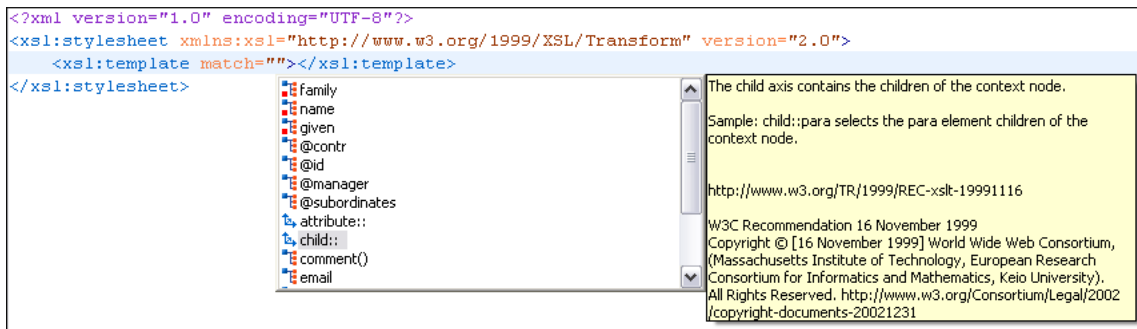 <?xml version="1.0" encoding="UTF-8"?>
<xsl:stylesheet xmlns:xsl="http://www.w3.org/1999/XSL/Transform" version="2.0">
<xsl:template match=""></xsl:template>
</xsl:stylesheet>
family
name
given
@contr
@id
@manager
@subordinates
attribute::
child::
comment()
email
The child axis contains the children of the context node.
Sample: child::para selects the para element children of the
context node.
http://www.w3.org/TR/1999/REC-xslt-19991116
W3C Recommendation 16 November 1999
Copyright © [16 November 1999] World Wide Web Consortium,
(Massachusetts Institute of Technology, European Research
Consortium for Informatics and Mathematics, Keio University).
All Rights Reserved. http://www.w3.org/Consortium/Legal/2002
/copyright-documents-20021231